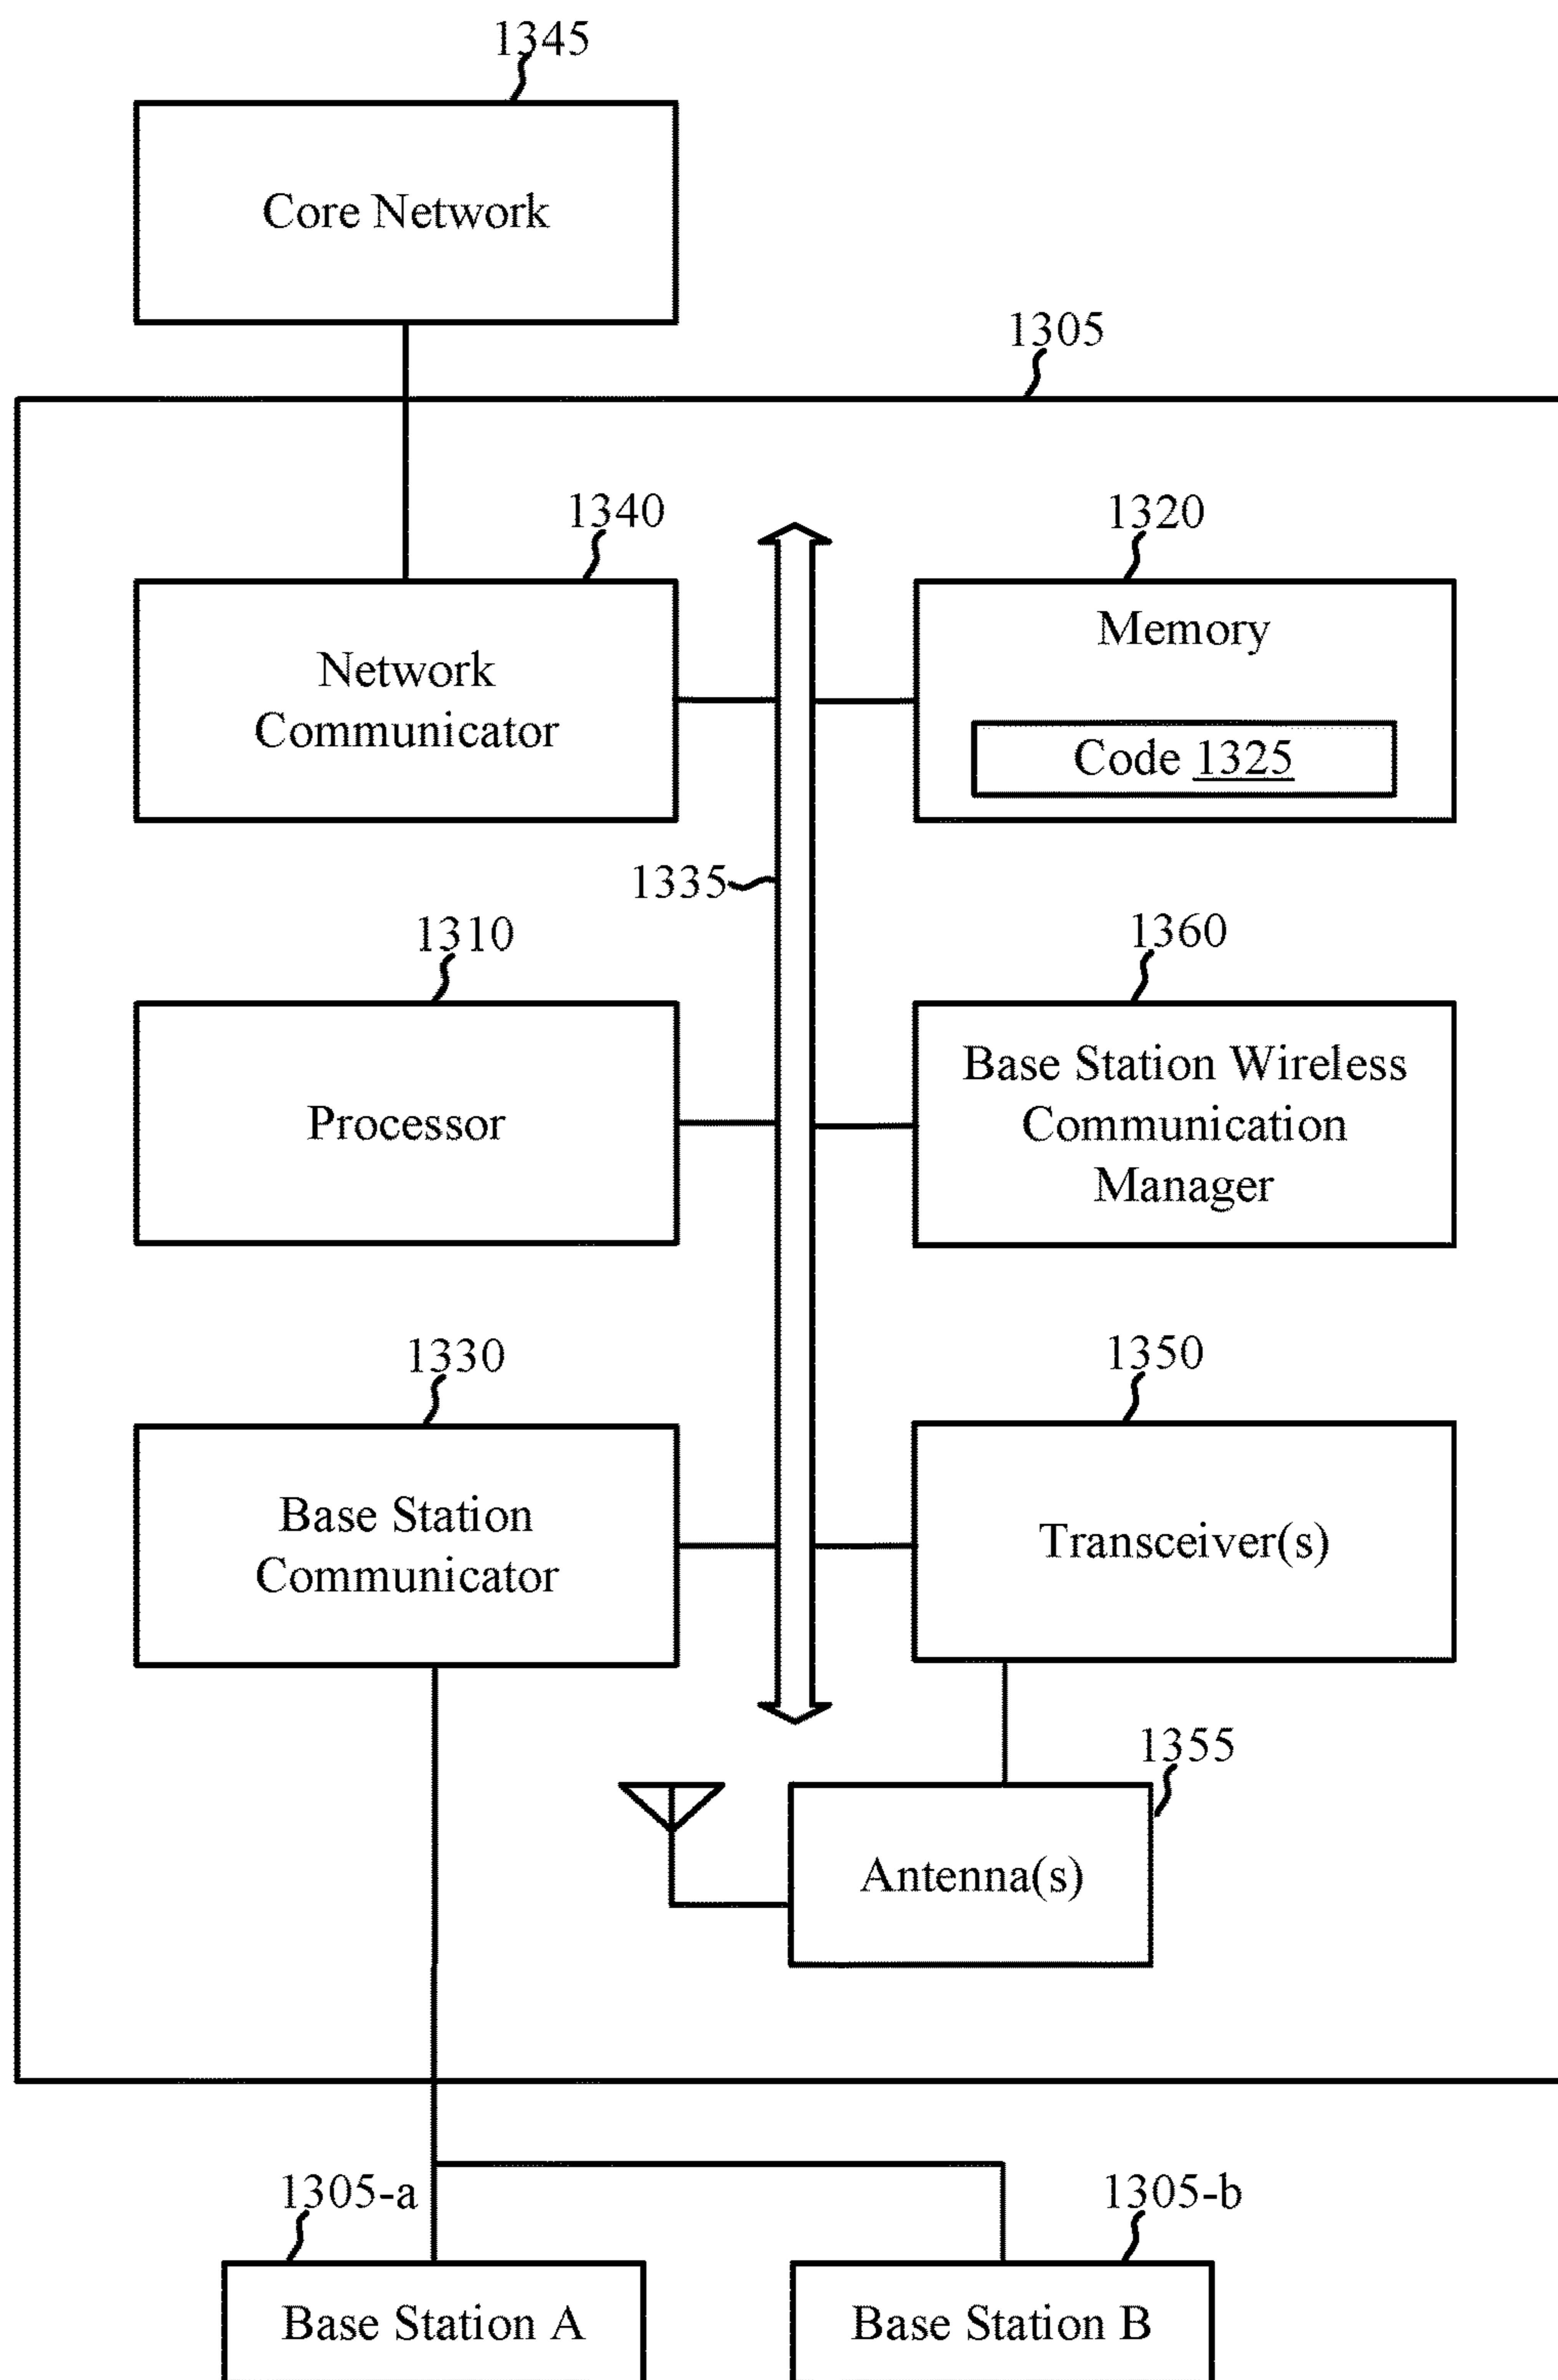 1345
Core Network
1305
1340
1320
Network
Communicator
Memory
Code 1325
1335
1310
1360
Processor
Base Station Wireless
Communication
Manager
1330
1350
Base Station
Communicator
Transceiver(s)
1355
Antenna(s)
1305-a
1305-b
Base Station A
Base Station B